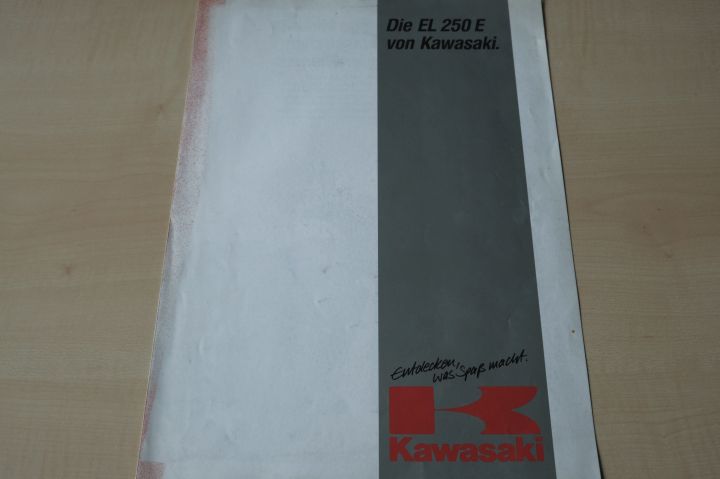 Die EL 250 E
von Kawasaki.
Entdecken,
was Spaß macht.
Kawasaki